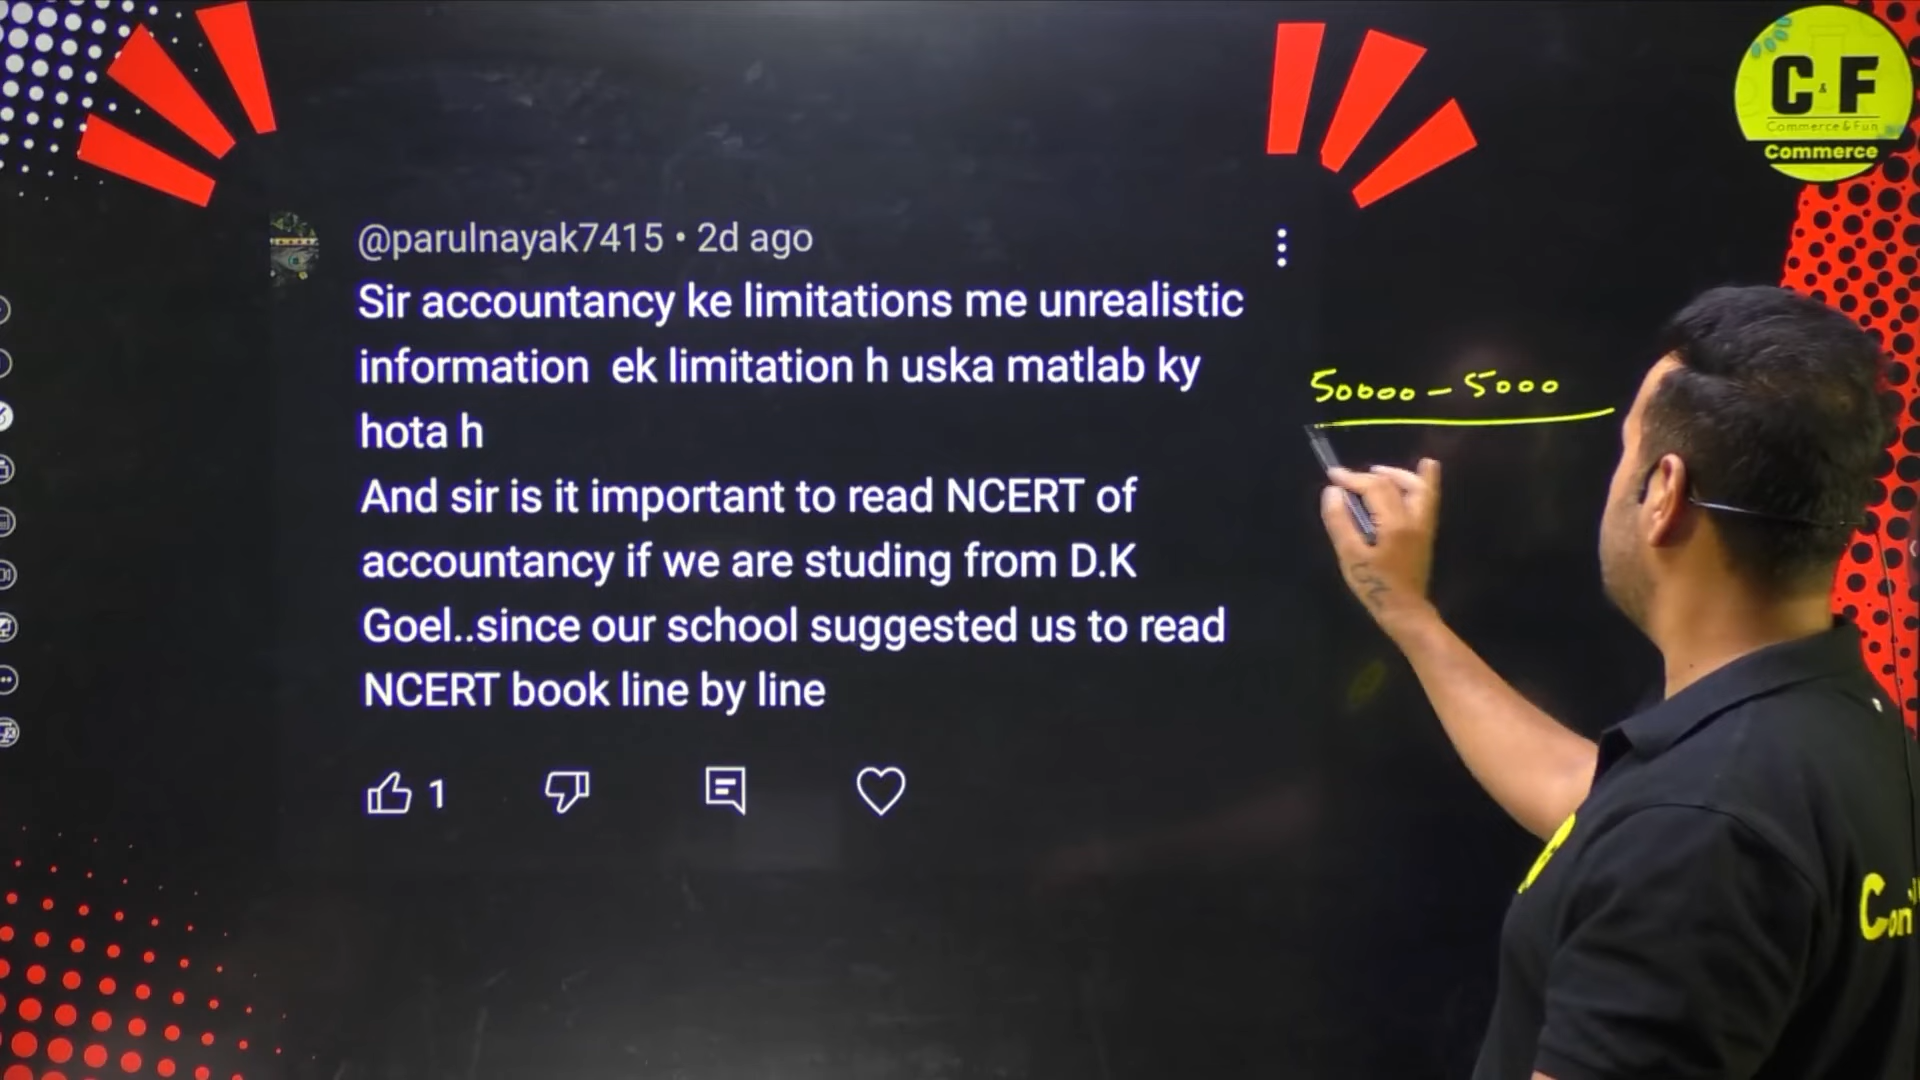 C&F
Commerce & Fun
Commerce
@parulnayak7415 • 2d ago
Sir accountancy ke limitations me unrealistic
information ek limitation h uska matlab ky
hota h
And sir is it important to read NCERT of
accountancy if we are studing from D.K
Goel..since our school suggested us to read
NCERT book line by line
1
50000 - 5000